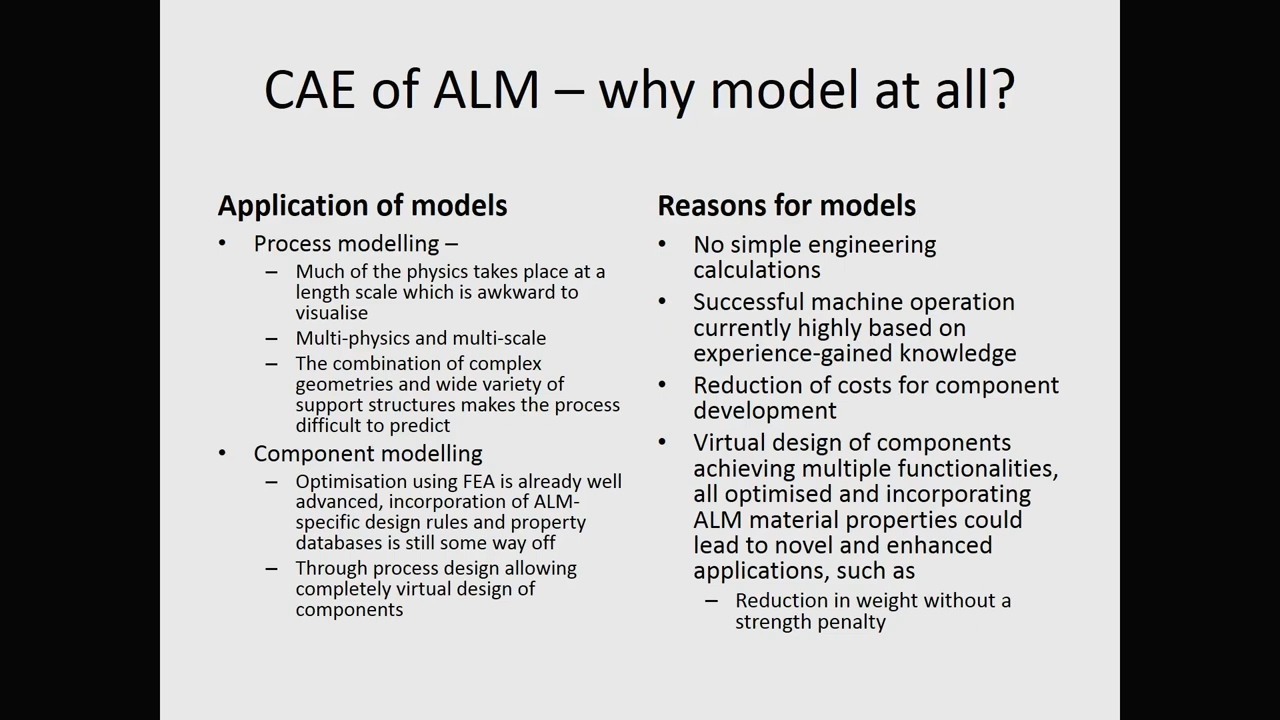 CAE of ALM – why model at all?
Application of models
• Process modelling –
– Much of the physics takes place at a
length scale which is awkward to
visualise
– Multi-physics and multi-scale
– The combination of complex
geometries and wide variety of
support structures makes the process
difficult to predict
• Component modelling
– Optimisation using FEA is already well
advanced, incorporation of ALM-
specific design rules and property
databases is still some way off
– Through process design allowing
completely virtual design of
components
Reasons for models
• No simple engineering
calculations
• Successful machine operation
currently highly based on
experience-gained knowledge
• Reduction of costs for component
development
• Virtual design of components
achieving multiple functionalities,
all optimised and incorporating
ALM material properties could
lead to novel and enhanced
applications, such as
– Reduction in weight without a
strength penalty